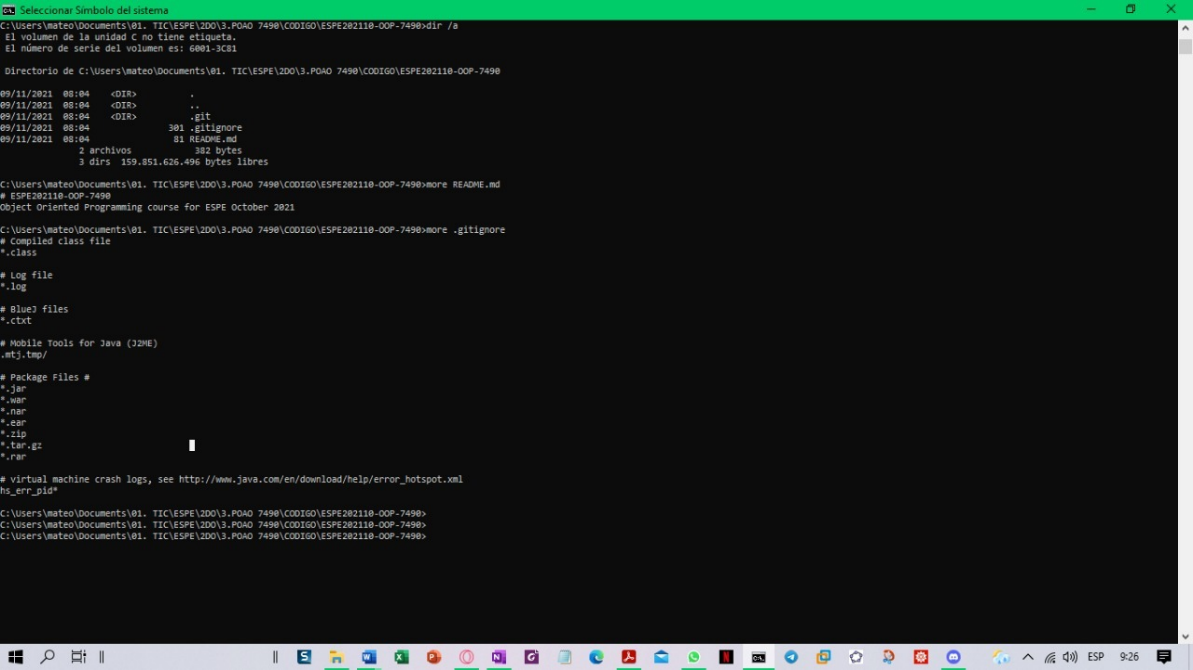 Seleccionar Símbolo del sistema
C:\Users\mateo\Documents\01. TIC\ESPE\2DO\3.POAO 7490\CODIGO\ESPE202110-OOP-7490>dir /a
El volumen de la unidad C no tiene etiqueta.
El número de serie del volumen es: 6001-3C81
Directorio de C:\Users\mateo\Documents\01. TIC\ESPE\2DO\3.POAO 7490\CODIGO\ESPE202110-OOP-7490
09/11/2021 08:04 <DIR> .
09/11/2021 08:04 <DIR> ..
09/11/2021 08:04 <DIR> .git
09/11/2021 08:04 301 .gitignore
09/11/2021 08:04 81 README.md
2 archivos 382 bytes
3 dirs 159.851.626.496 bytes libres
C:\Users\mateo\Documents\01. TIC\ESPE\2DO\3.POAO 7490\CODIGO\ESPE202110-OOP-7490>more README.md
# ESPE202110-OOP-7490
Object Oriented Programming course for ESPE October 2021
C:\Users\mateo\Documents\01. TIC\ESPE\2DO\3.POAO 7490\CODIGO\ESPE202110-OOP-7490>more .gitignore
# Compiled class file
*.class
# Log file
*.log
# BlueJ files
*.ctxt
# Mobile Tools for Java (J2ME)
.mtj.tmp/
# Package Files #
*.jar
*.war
*.nar
*.ear
*.zip
*.tar.gz
*.rar
# virtual machine crash logs, see http://www.java.com/en/download/help/error_hotspot.xml
hs_err_pid*
C:\Users\mateo\Documents\01. TIC\ESPE\2DO\3.POAO 7490\CODIGO\ESPE202110-OOP-7490>
C:\Users\mateo\Documents\01. TIC\ESPE\2DO\3.POAO 7490\CODIGO\ESPE202110-OOP-7490>
C:\Users\mateo\Documents\01. TIC\ESPE\2DO\3.POAO 7490\CODIGO\ESPE202110-OOP-7490>
ESP 9:26